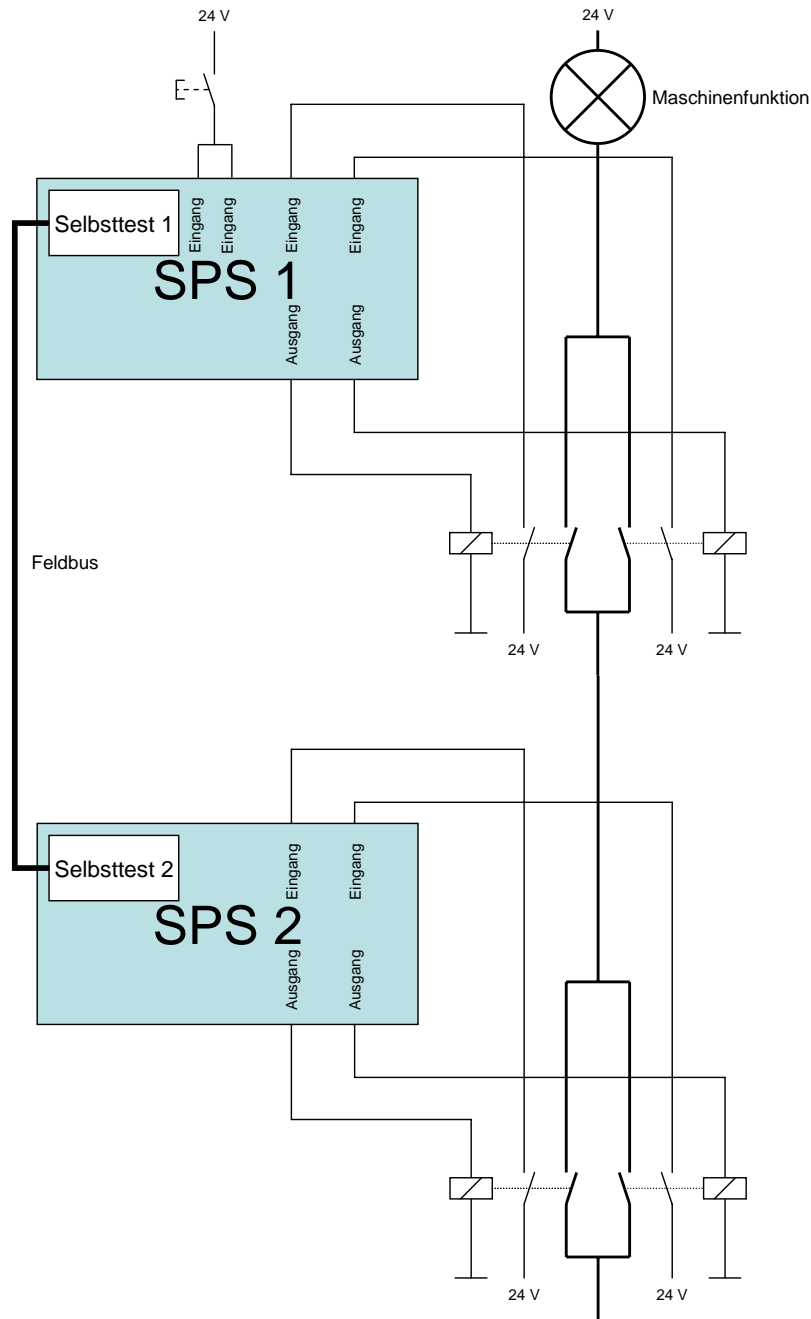 24 V
24 V
Maschinenfunktion
Selbsttest 1
Eingang
Eingang
Eingang
Eingang
SPS 1
Ausgang
Ausgang
Feldbus
24 V
24 V
Selbsttest 2
Eingang
Eingang
SPS 2
Ausgang
Ausgang
24 V
24 V